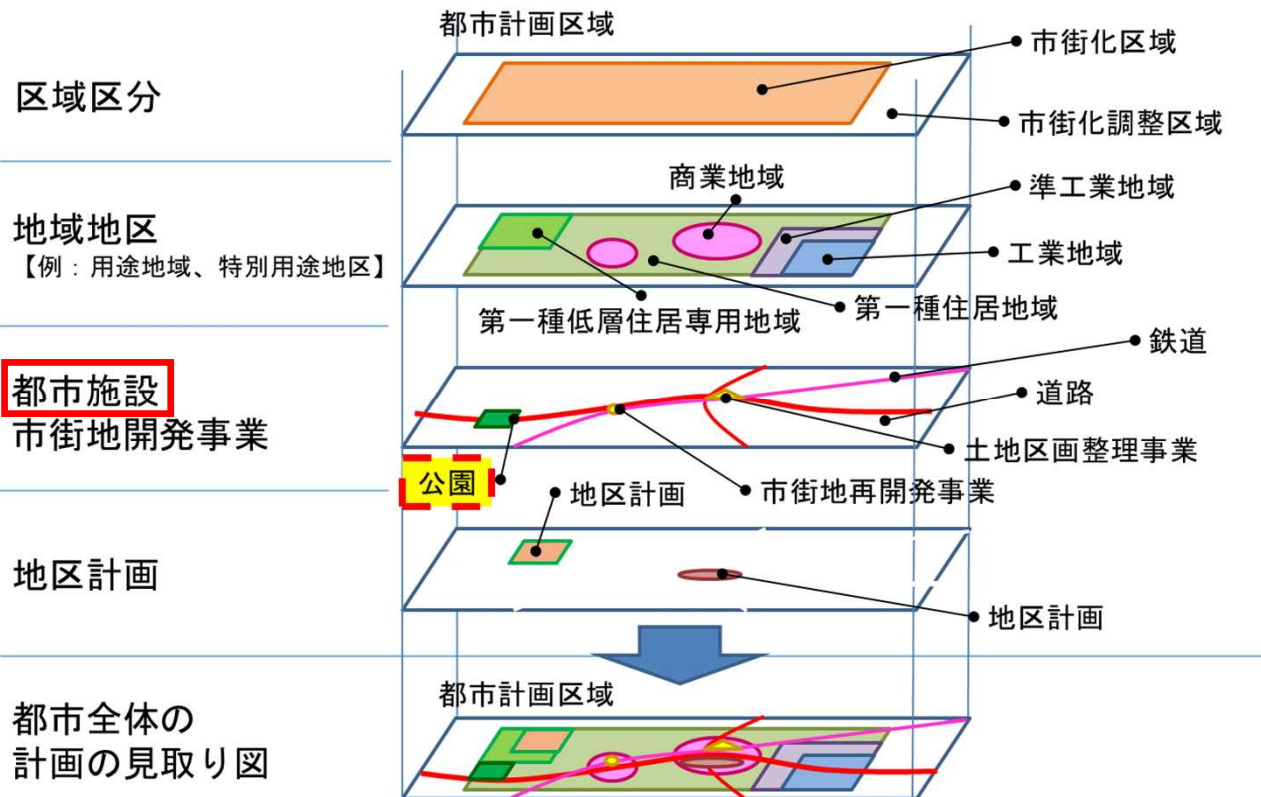 都市計画区域
区域区分
市街化区域
市街化調整区域
地域地区
【例：用途地域、特別用途地区】
商業地域
準工業地域
工業地域
第一種低層住居専用地域
第一種住居地域
都市施設
市街地開発事業
鉄道
道路
土地区画整理事業
公園
市街地再開発事業
地区計画
地区計画
地区計画
都市全体の
計画の見取り図
都市計画区域